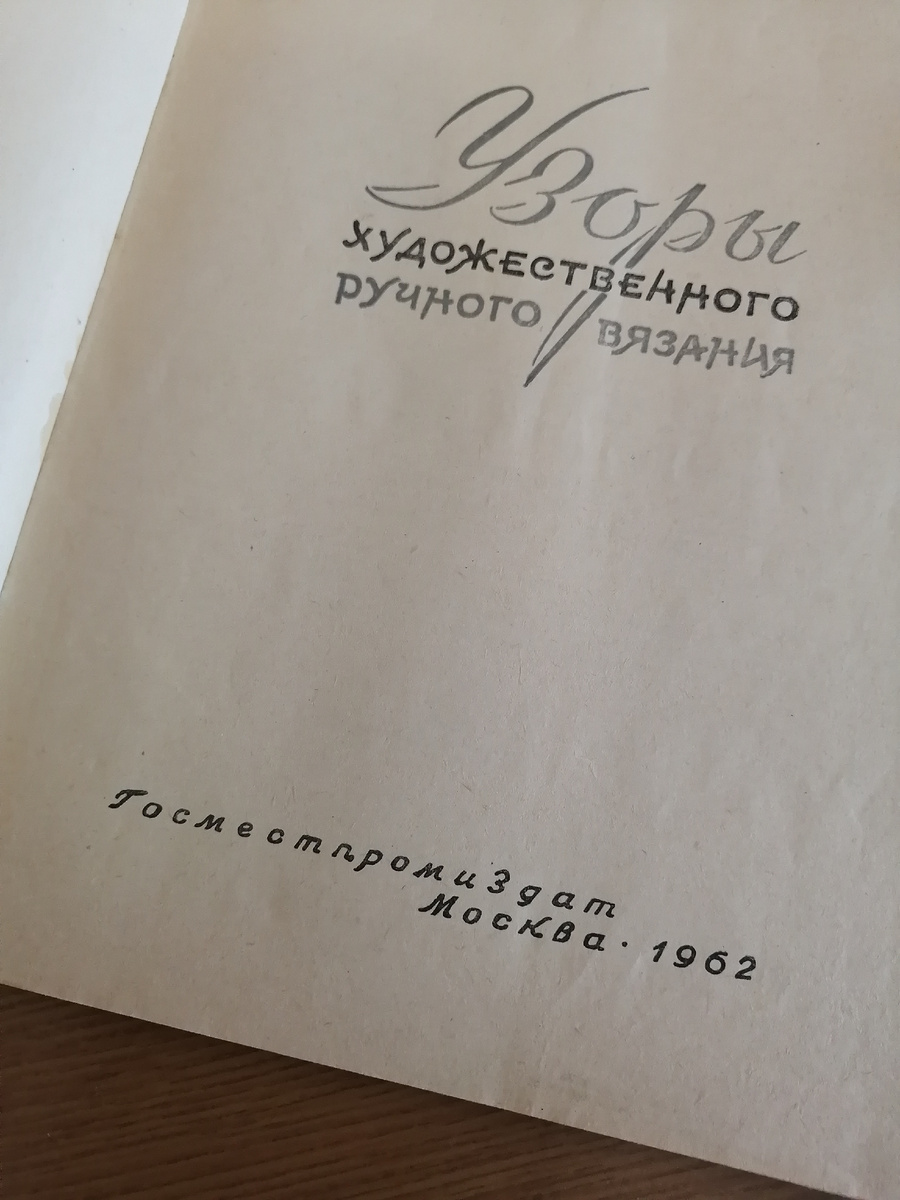 Узоры
художественного
ручного вязания
Госместпромиздат
Москва · 1962